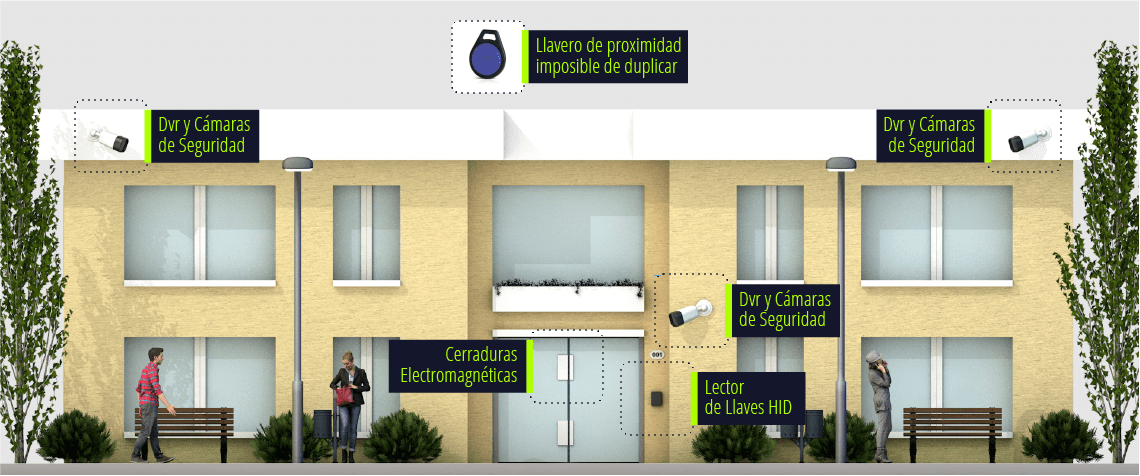 Llavero de proximidad
imposible de duplicar
Dvr y Cámaras
de Seguridad
Dvr y Cámaras
de Seguridad
Dvr y Cámaras
de Seguridad
Cerraduras
Electromagnéticas
001
Lector
de Llaves HID